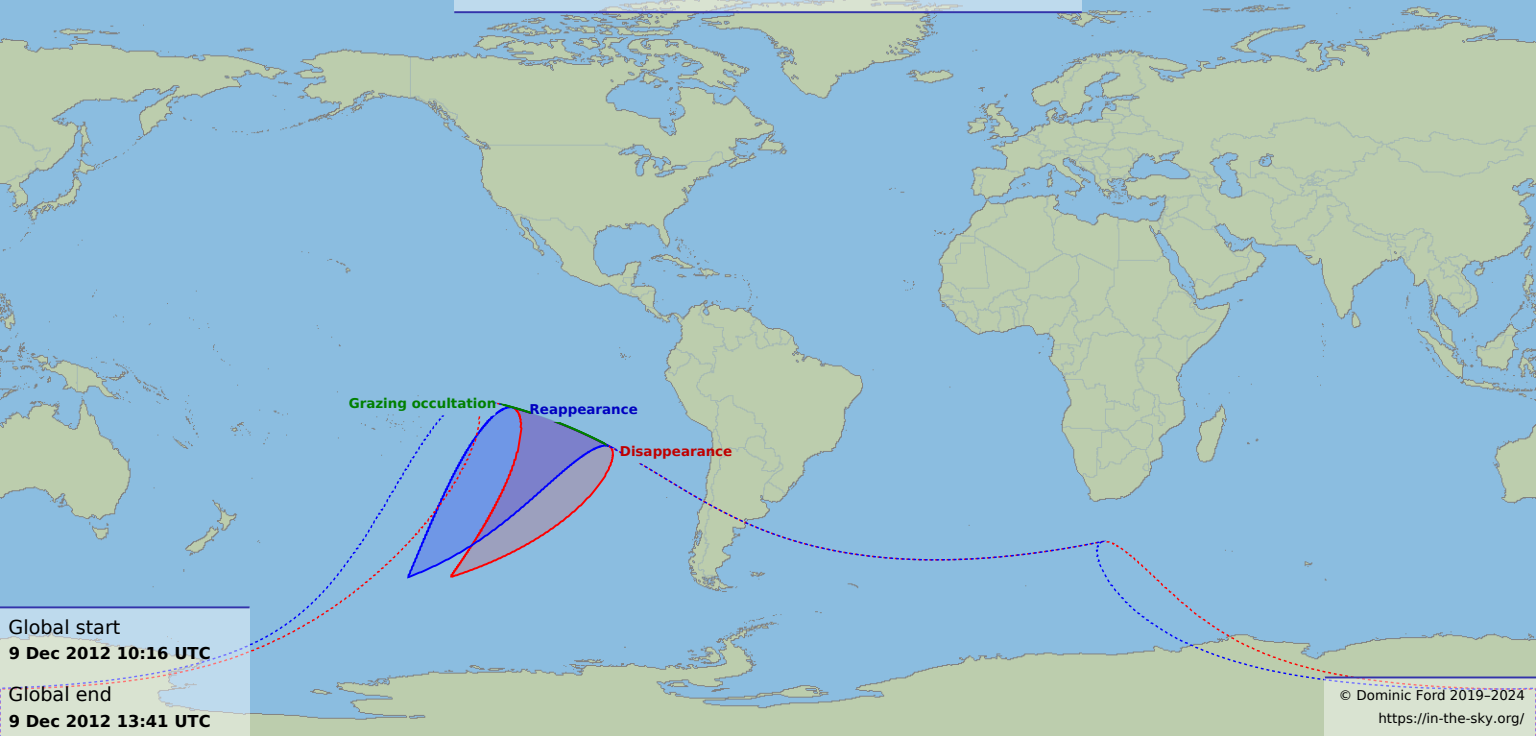 Grazing occultation
Reappearance
Disappearance
Global start
9 Dec 2012 10:16 UTC
Global end
9 Dec 2012 13:41 UTC
© Dominic Ford 2019–2024
https://in-the-sky.org/